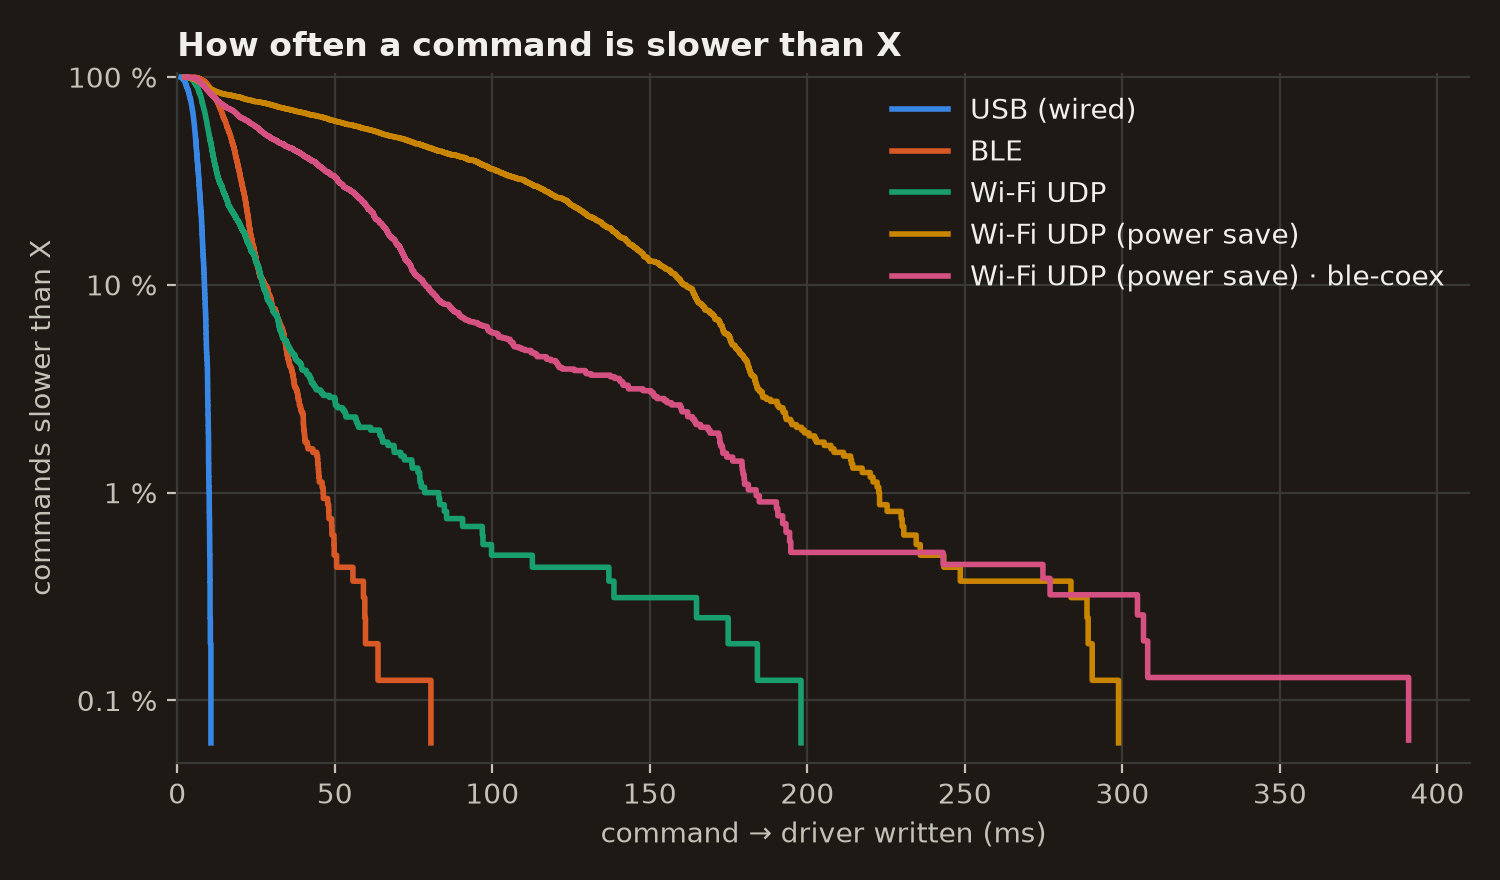 How often a command is slower than X
100 %
10 %
1 %
0.1 %
commands slower than X
USB (wired)
BLE
Wi-Fi UDP
Wi-Fi UDP (power save)
Wi-Fi UDP (power save) · ble-coex
0 50 100 150 200 250 300 350 400
command → driver written (ms)